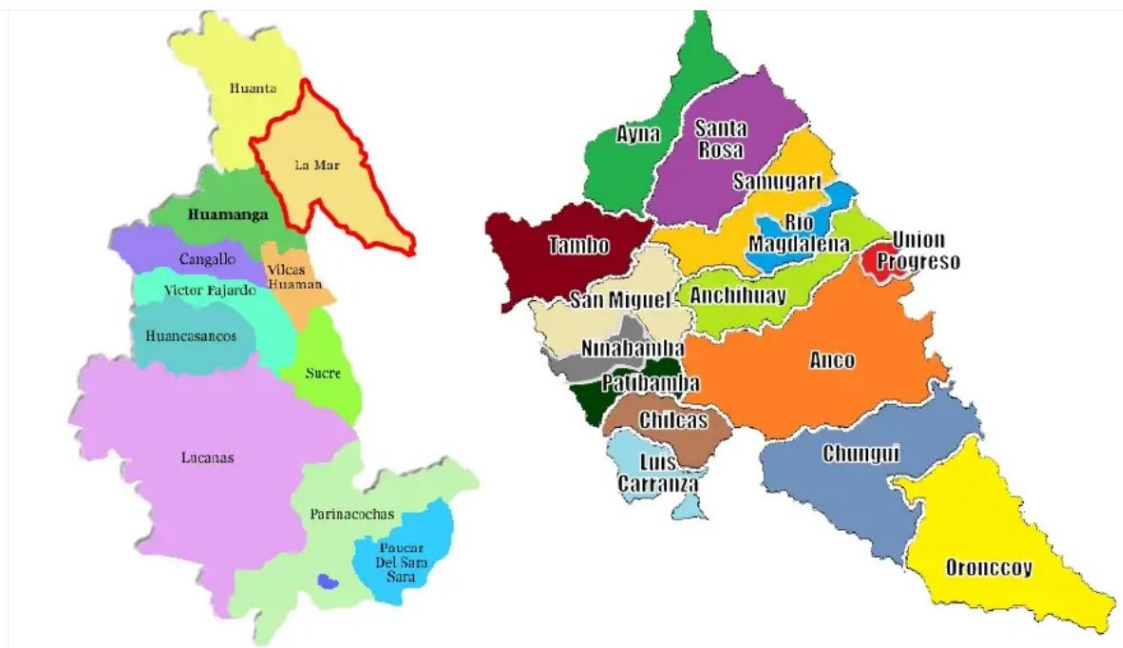 Huanta
La Mar
Huamanga
Cangallo
Vilcas
Huaman
Victor Fajardo
Huancasancos
Sucre
Lucanas
Parinacochas
Paucar
Del Sara
Sara
Ayna
Santa
Rosa
Samugari
Rio
Magdalena
Union
Progreso
Tambo
San Miguel
Anchihuay
Ninabamba
Anco
Patibamba
Chilcas
Luis
Carranza
Chungui
Oronccoy